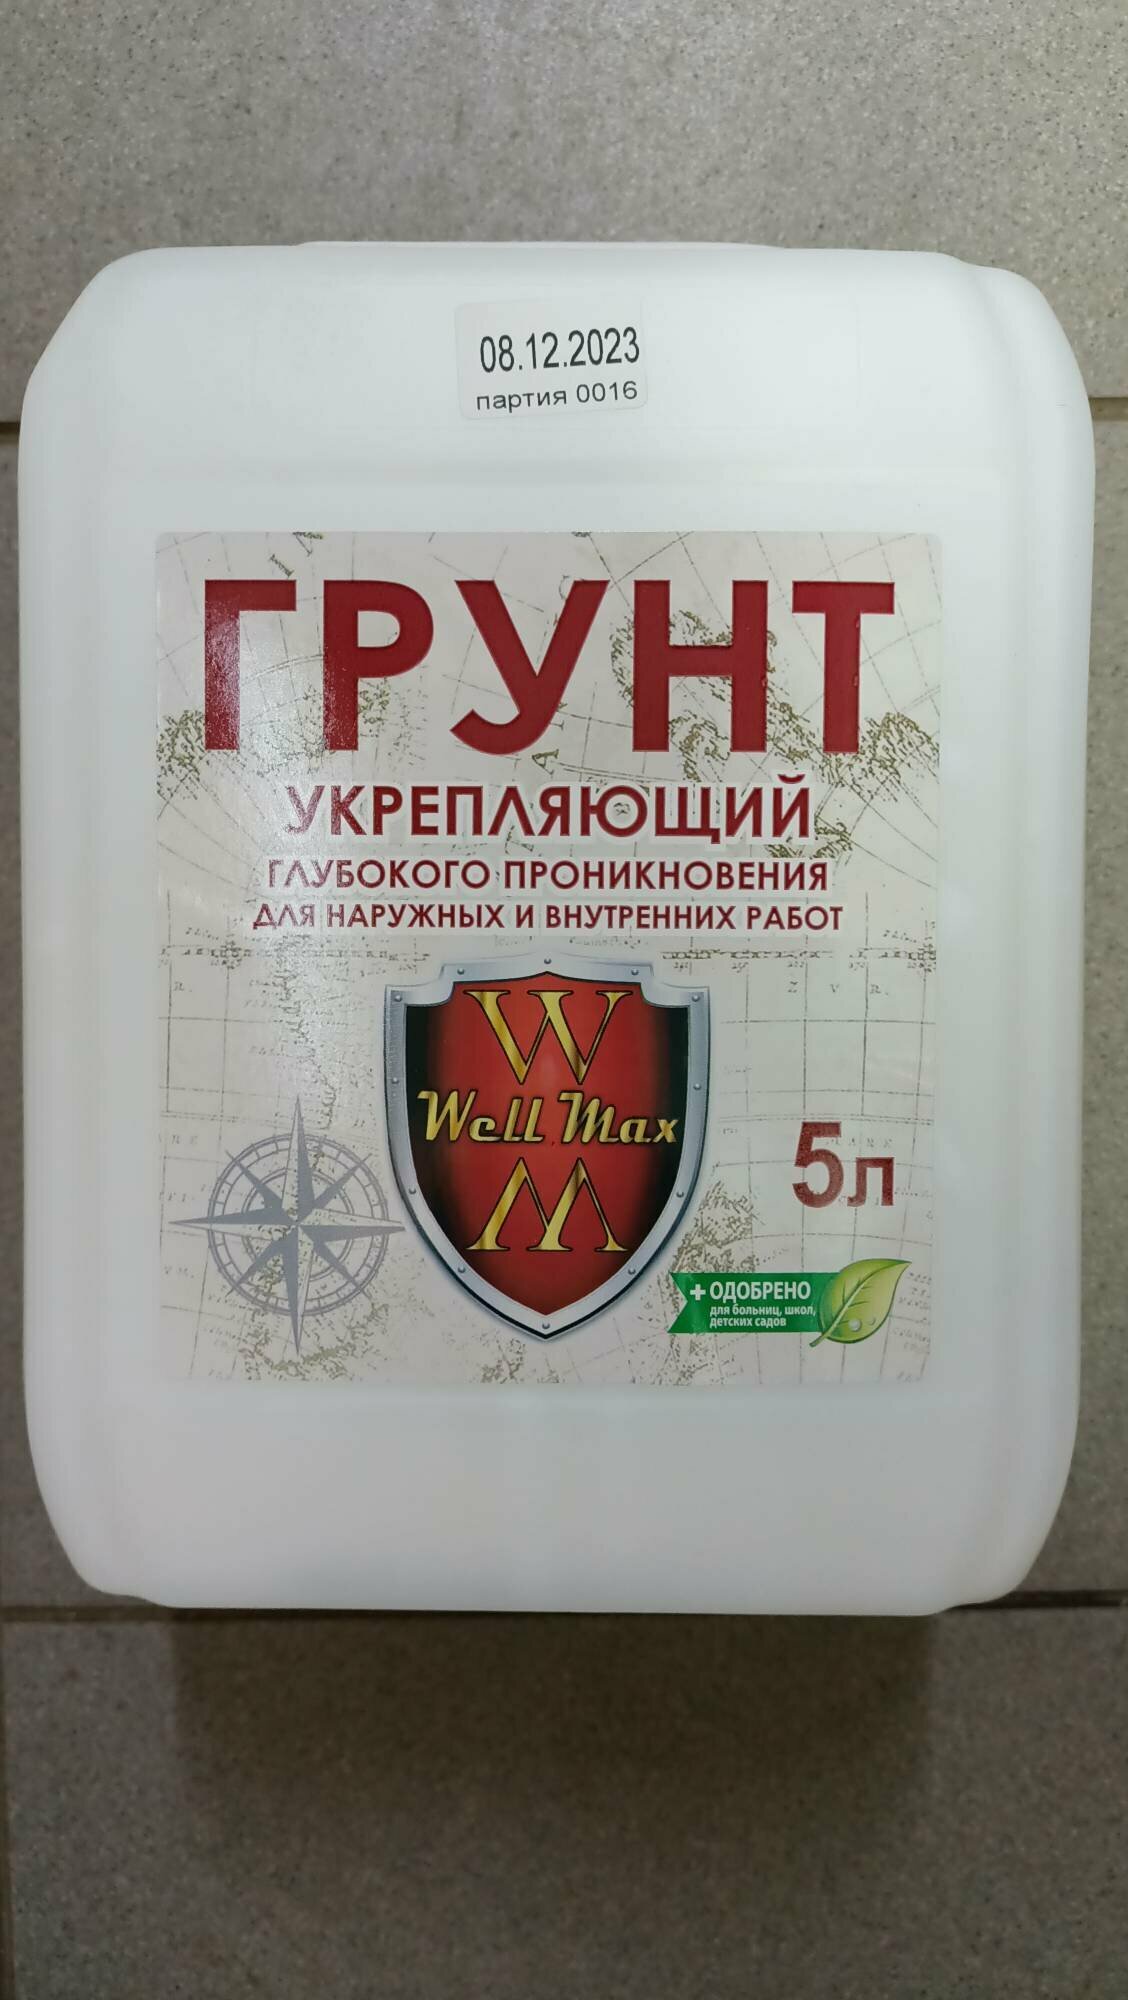 08.12.2023
партия 0016
ГРУНТ
УКРЕПЛЯЮЩИЙ
ГЛУБОКОГО ПРОНИКНОВЕНИЯ
ДЛЯ НАРУЖНЫХ И ВНУТРЕННИХ РАБОТ
W
Well Max
M
5л
+ ОДОБРЕНО
для больниц, школ,
детских садов